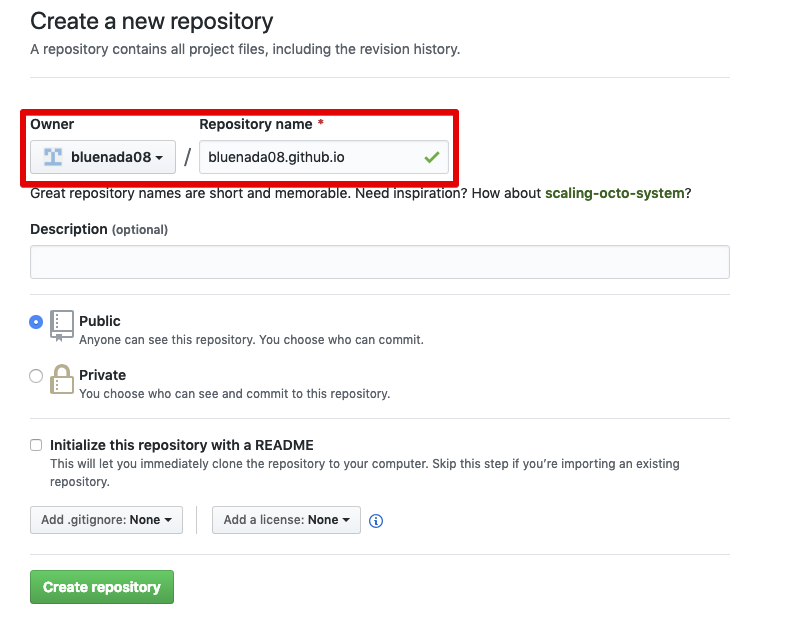 Create a new repository
A repository contains all project files, including the revision history.
Owner Repository name *
bluenada08 / bluenada08.github.io
Great repository names are short and memorable. Need inspiration? How about scaling-octo-system?
Description (optional)
Public
Anyone can see this repository. You choose who can commit.
Private
You choose who can see and commit to this repository.
Initialize this repository with a README
This will let you immediately clone the repository to your computer. Skip this step if you’re importing an existing
repository.
Add .gitignore: None Add a license: None
Create repository